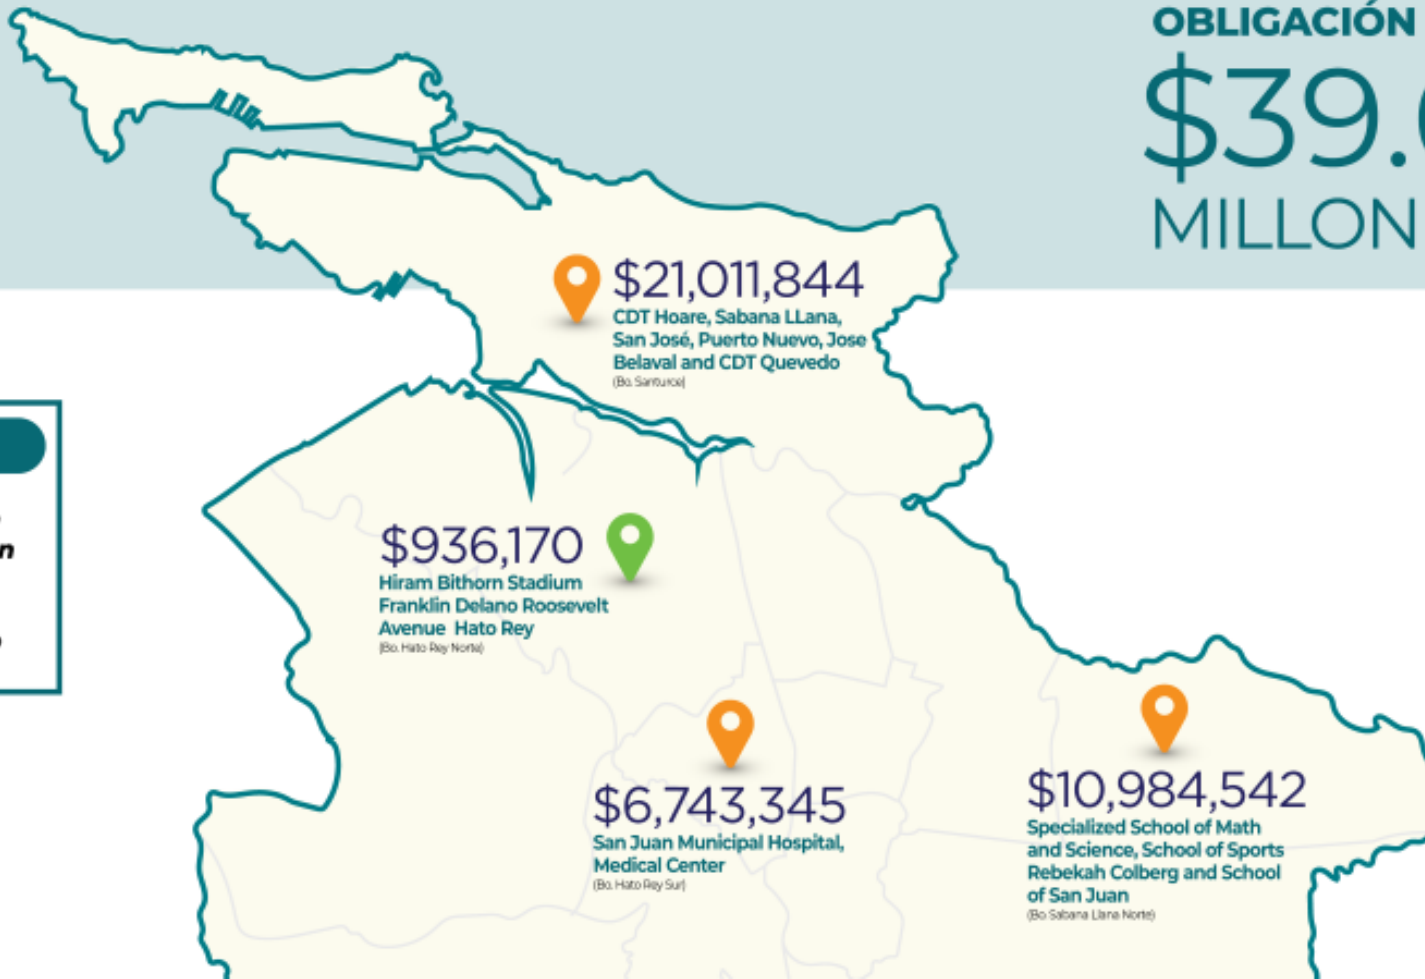 OBLIGACIÓN
$39.
MILLON
$21,011,844
CDT Hoare, Sabana LLana,
San José, Puerto Nuevo, Jose
Belaval and CDT Quevedo
(Bo. Santurce)
n
$936,170
Hiram Bithorn Stadium
Franklin Delano Roosevelt
Avenue Hato Rey
(Bo. Hato Rey Norte)
$6,743,345
San Juan Municipal Hospital,
Medical Center
(Bo. Hato Rey Sur)
$10,984,542
Specialized School of Math
and Science, School of Sports
Rebekah Colberg and School
of San Juan
(Bo. Sabana Llana Norte)